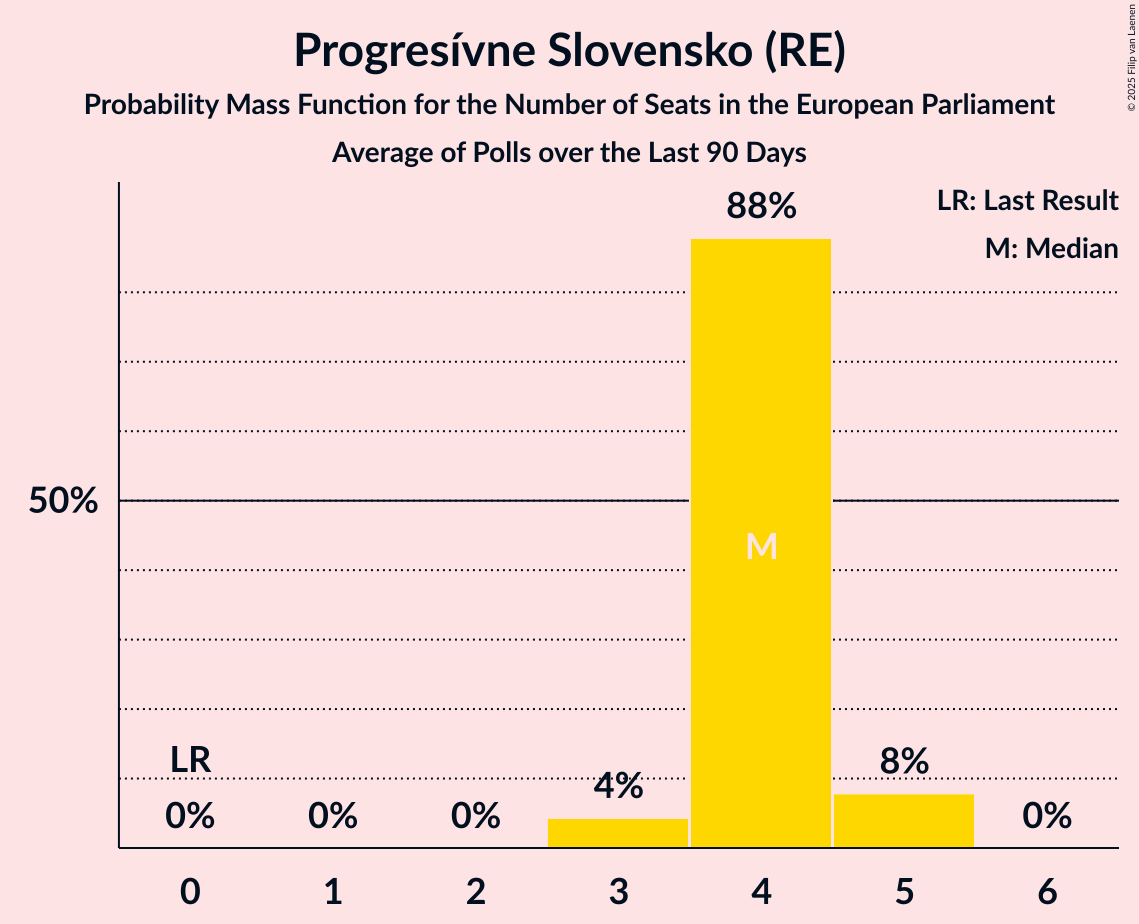 Progresívne Slovensko (RE)
Probability Mass Function for the Number of Seats in the European Parliament
Average of Polls over the Last 90 Days
© 2025 Filip van Laenen
LR: Last Result
M: Median
88%
50%
M
LR
8%
4%
0%
0%
0%
0%
0
1
2
3
4
5
6